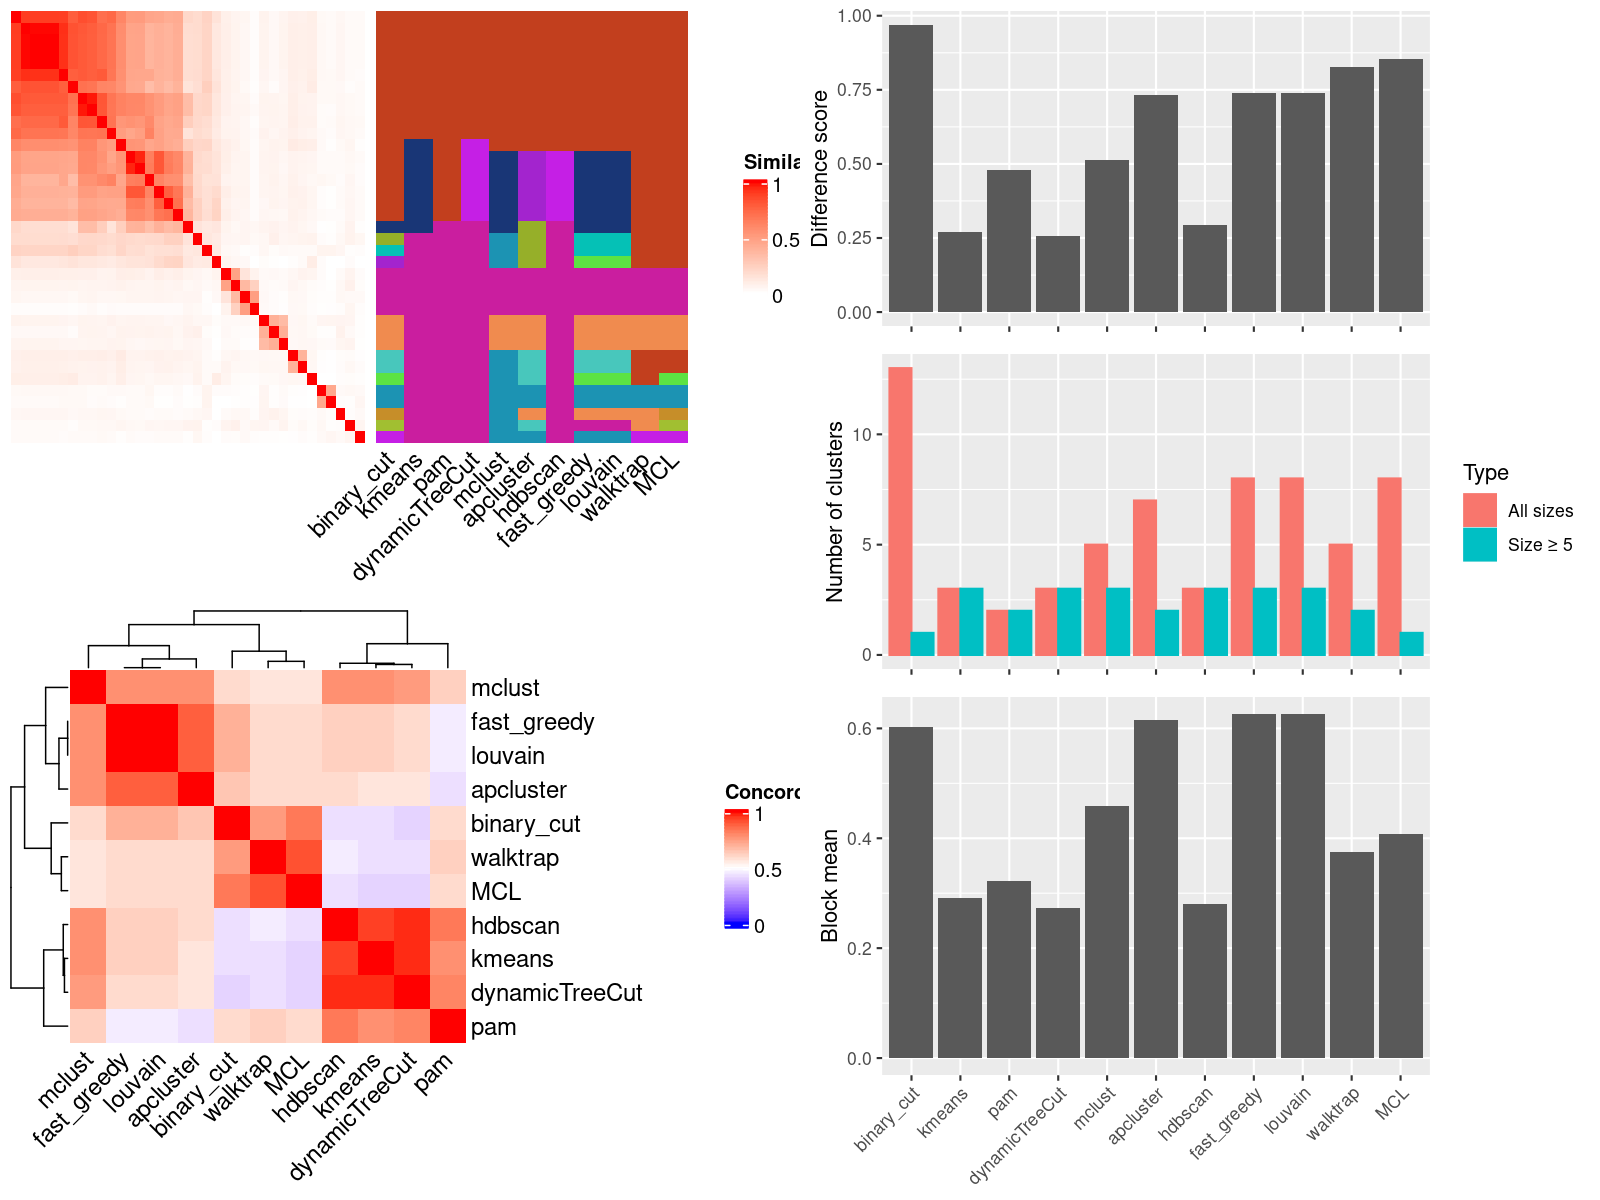 Simila
1
0.5
0
binary_cut
kmeans
pam
dynamicTreeCut
mclust
apcluster
hdbscan
fast_greedy
louvain
walktrap
MCL
mclust
fast_greedy
louvain
apcluster
binary_cut
walktrap
MCL
hdbscan
kmeans
dynamicTreeCut
pam
mclust
fast_greedy
louvain
apcluster
binary_cut
walktrap
MCL
hdbscan
kmeans
dynamicTreeCut
pam
Concord
1
0.5
0
Difference score
1.00
0.75
0.50
0.25
0.00
Number of clusters
10
5
0
Type
All sizes
Size ≥ 5
Block mean
0.6
0.4
0.2
0.0
binary_cut
kmeans
pam
dynamicTreeCut
mclust
apcluster
hdbscan
fast_greedy
louvain
walktrap
MCL